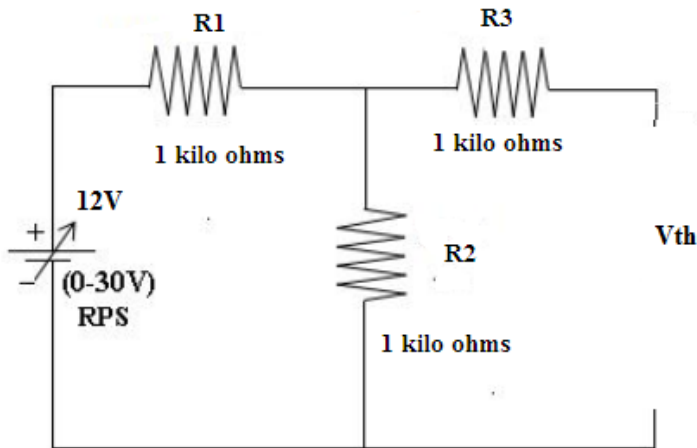 R1
R3
1 kilo ohms
1 kilo ohms
12V
+
Vth
R2
−
(0-30V)
RPS
1 kilo ohms